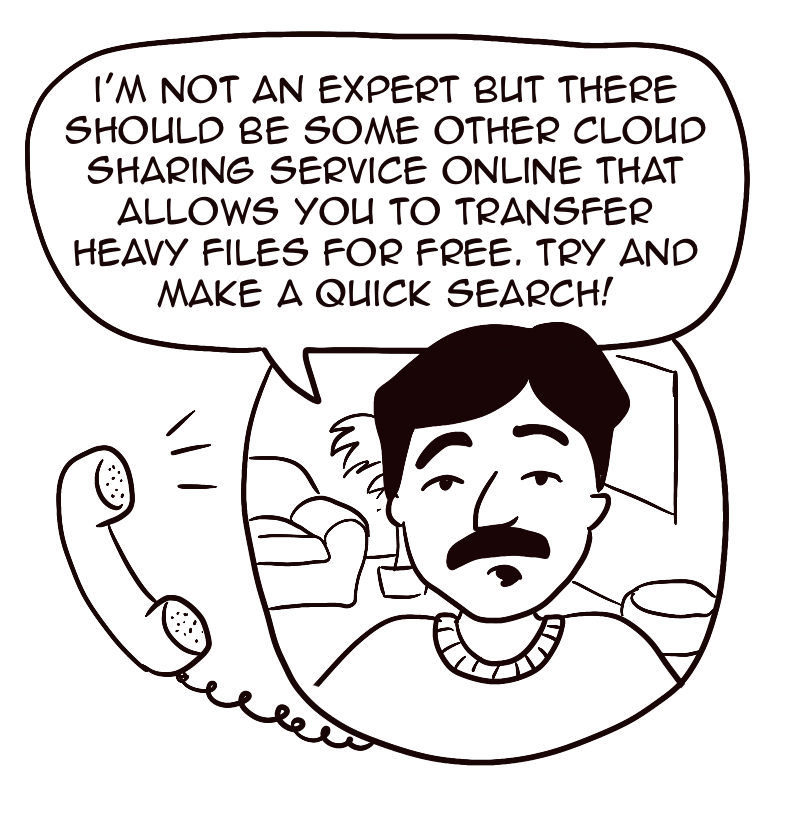 I'M NOT AN EXPERT BUT THERE
SHOULD BE SOME OTHER CLOUD
SHARING SERVICE ONLINE THAT
ALLOWS YOU TO TRANSFER
HEAVY FILES FOR FREE. TRY AND
MAKE A QUICK SEARCH!